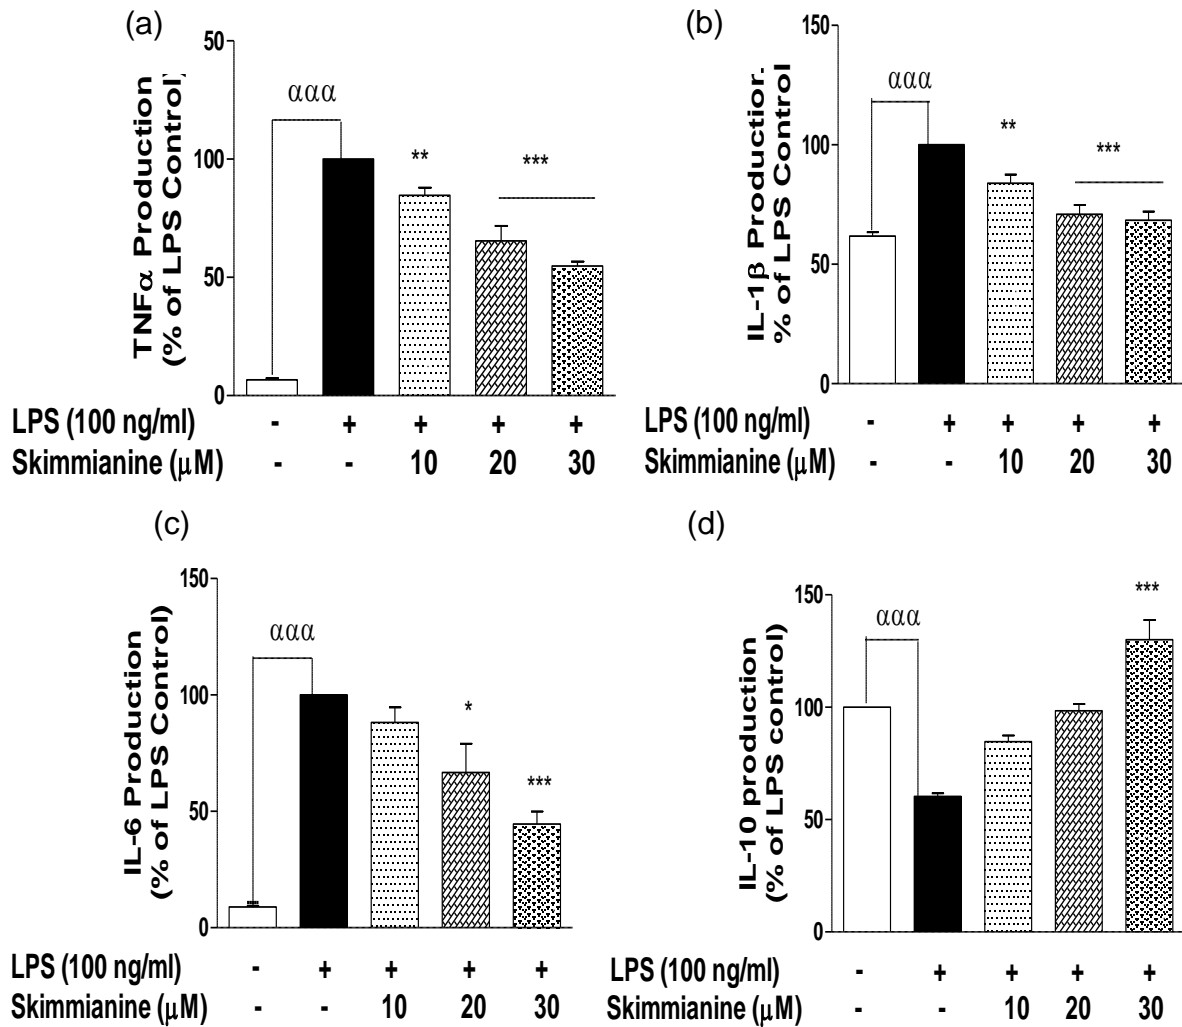 (a)
TNFα Production
(% of LPS Control)
50
100
50
0
ααα
**
***
LPS (100 ng/ml) - + + + +
Skimmianine (μM) - - 10 20 30
(b)
IL-1β Productior.
% of LPS Control
150
100
50
0
ααα
**
***
LPS (100 ng/ml) - + + + +
Skimmianine (μM) - - 10 20 30
(c)
IL-6 Production
(% of LPS Control)
150
100
50
0
ααα
*
***
LPS (100 ng/ml) - + + + +
Skimmianine (μM) - - 10 20 30
(d)
IL-10 production
(% of LPS control)
150
100
50
0
ααα
***
LPS (100 ng/ml) - + + + +
Skimmianine (μM) - - 10 20 30